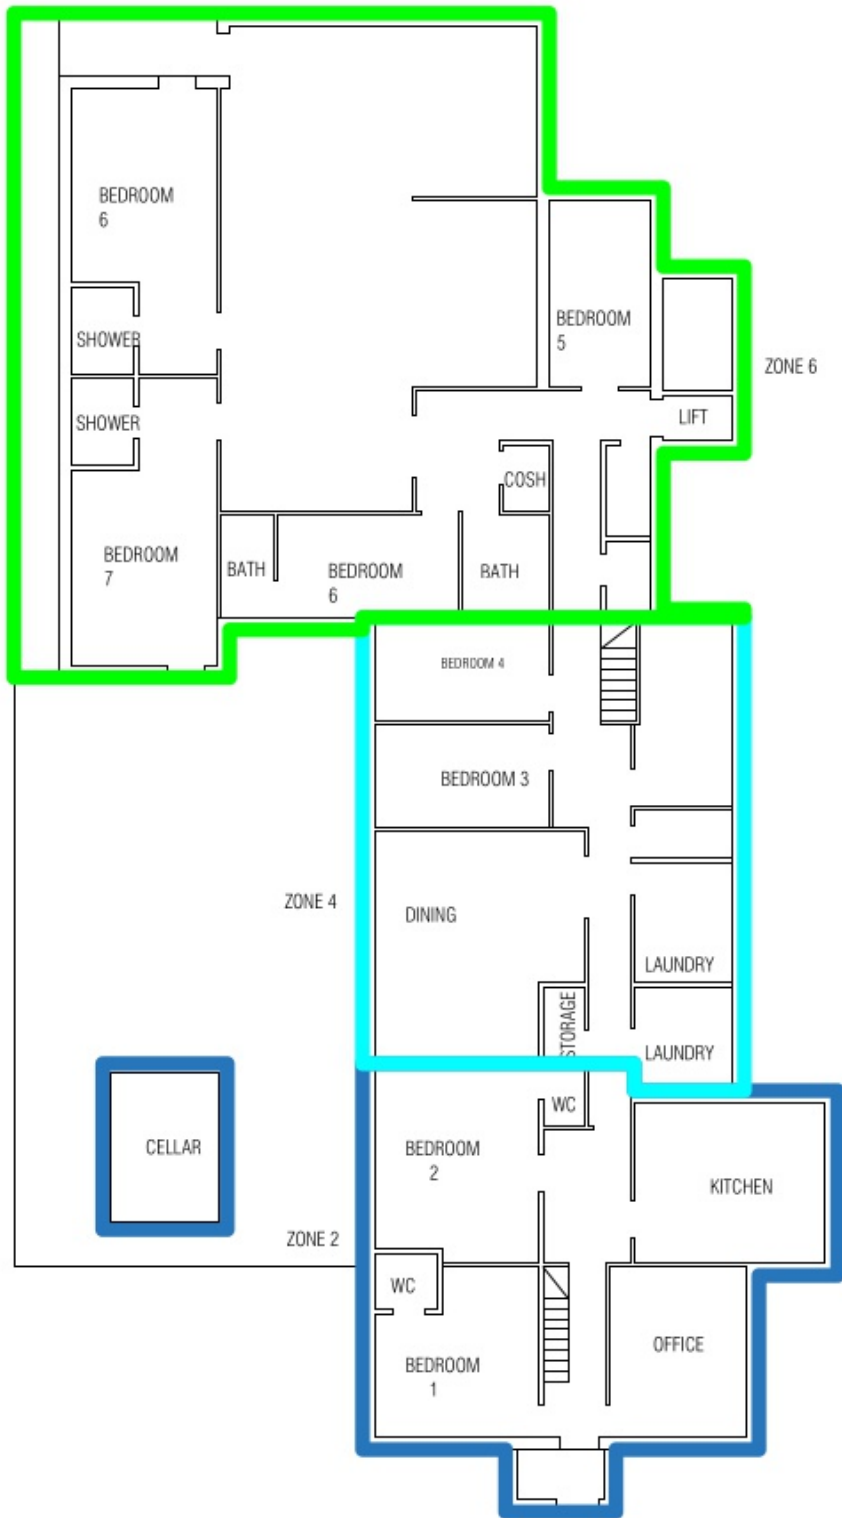 BEDROOM
6
BEDROOM
5
SHOWER
ZONE 6
SHOWER
LIFT
COSH
BEDROOM
7
BATH
BEDROOM
6
BATH
BEDROOM 4
BEDROOM 3
ZONE 4
DINING
LAUNDRY
STORAGE
LAUNDRY
WC
CELLAR
BEDROOM
2
KITCHEN
ZONE 2
WC
OFFICE
BEDROOM
1